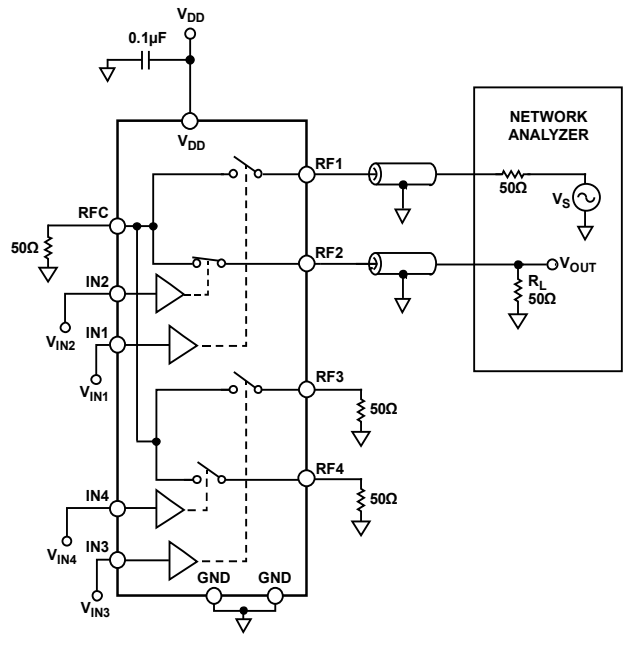 VDD
0.1µF
VDD
NETWORK
ANALYZER
RF1
50Ω
VS
RFC
50Ω
RF2
VOUT
RL
50Ω
IN2
VIN2
IN1
VIN1
RF3
50Ω
RF4
50Ω
IN4
VIN4
IN3
VIN3
GND GND